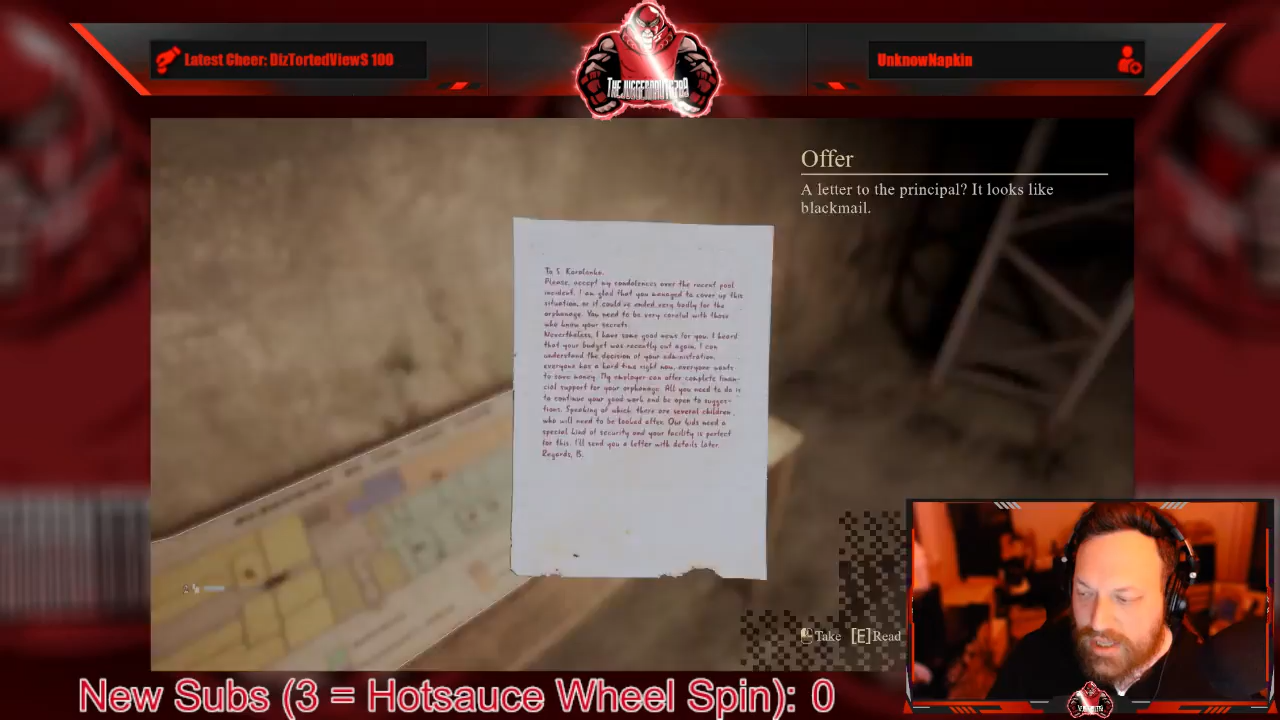 Latest Cheer: DizTortedViewS 100
UnknowNapkin
Offer
A letter to the principal? It looks like
blackmail.
To S. Korolenko.
Please, accept my condolences over the recent pool
incident. I am glad that you managed to cover up this
situation, or it could've ended very badly for the
orphanage. You need to be very careful with those
who know your secrets.
Nevertheless, I have some good news for you. I heard
that your budget was recently cut again. I can
understand the decision of your administration,
everyone has a hard time right now, everyone wants
to save money. My employer can offer complete finan-
cial support for your orphanage. All you need to do is
to continue your good work and be open to sugges-
tions. Speaking of which there are several children,
who will need to be looked after. Our kids need a
special kind of security and your facility is perfect
for this. I'll send you a letter with details later.
Regards, B.
Take [E]Read
New Subs (3 = Hotsauce Wheel Spin): 0